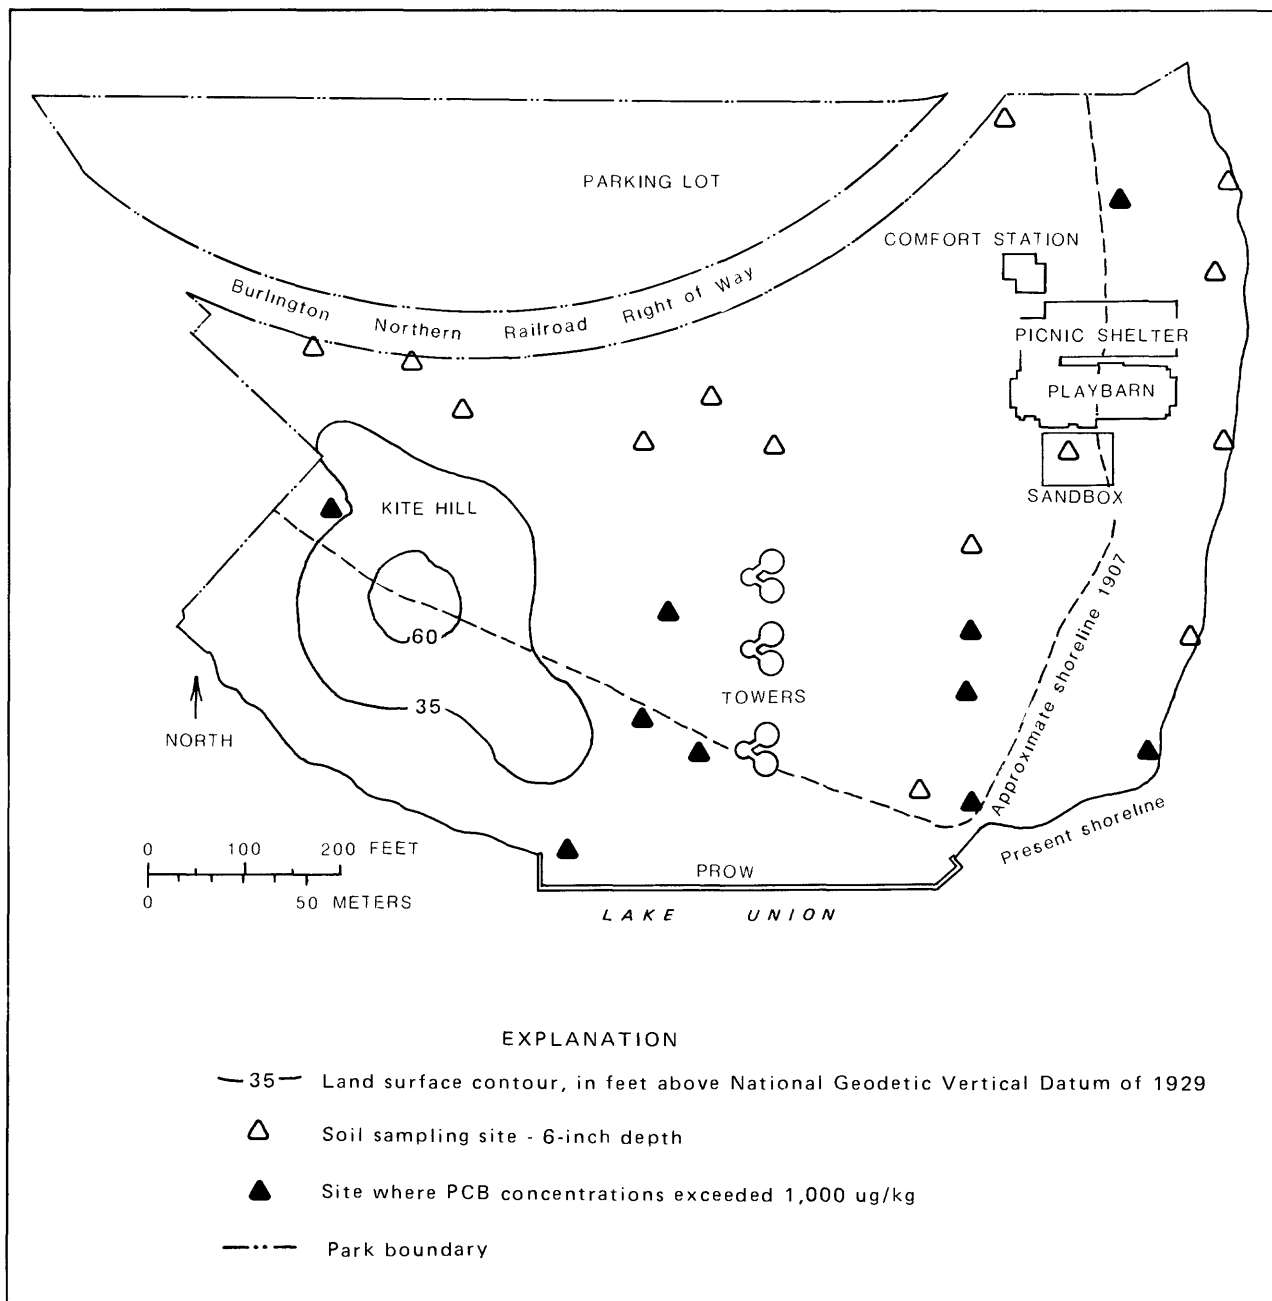 PARKING LOT
COMFORT STATION
Burlington Northern Railroad Right of Way
PICNIC SHELTER
PLAYBARN
SANDBOX
KITE HILL
60
35
TOWERS
NORTH
Approximate shoreline 1907
Present shoreline
0 100 200 FEET
0 50 METERS
PROW
LAKE UNION
EXPLANATION
35 Land surface contour, in feet above National Geodetic Vertical Datum of 1929
Soil sampling site - 6-inch depth
Site where PCB concentrations exceeded 1,000 ug/kg
Park boundary